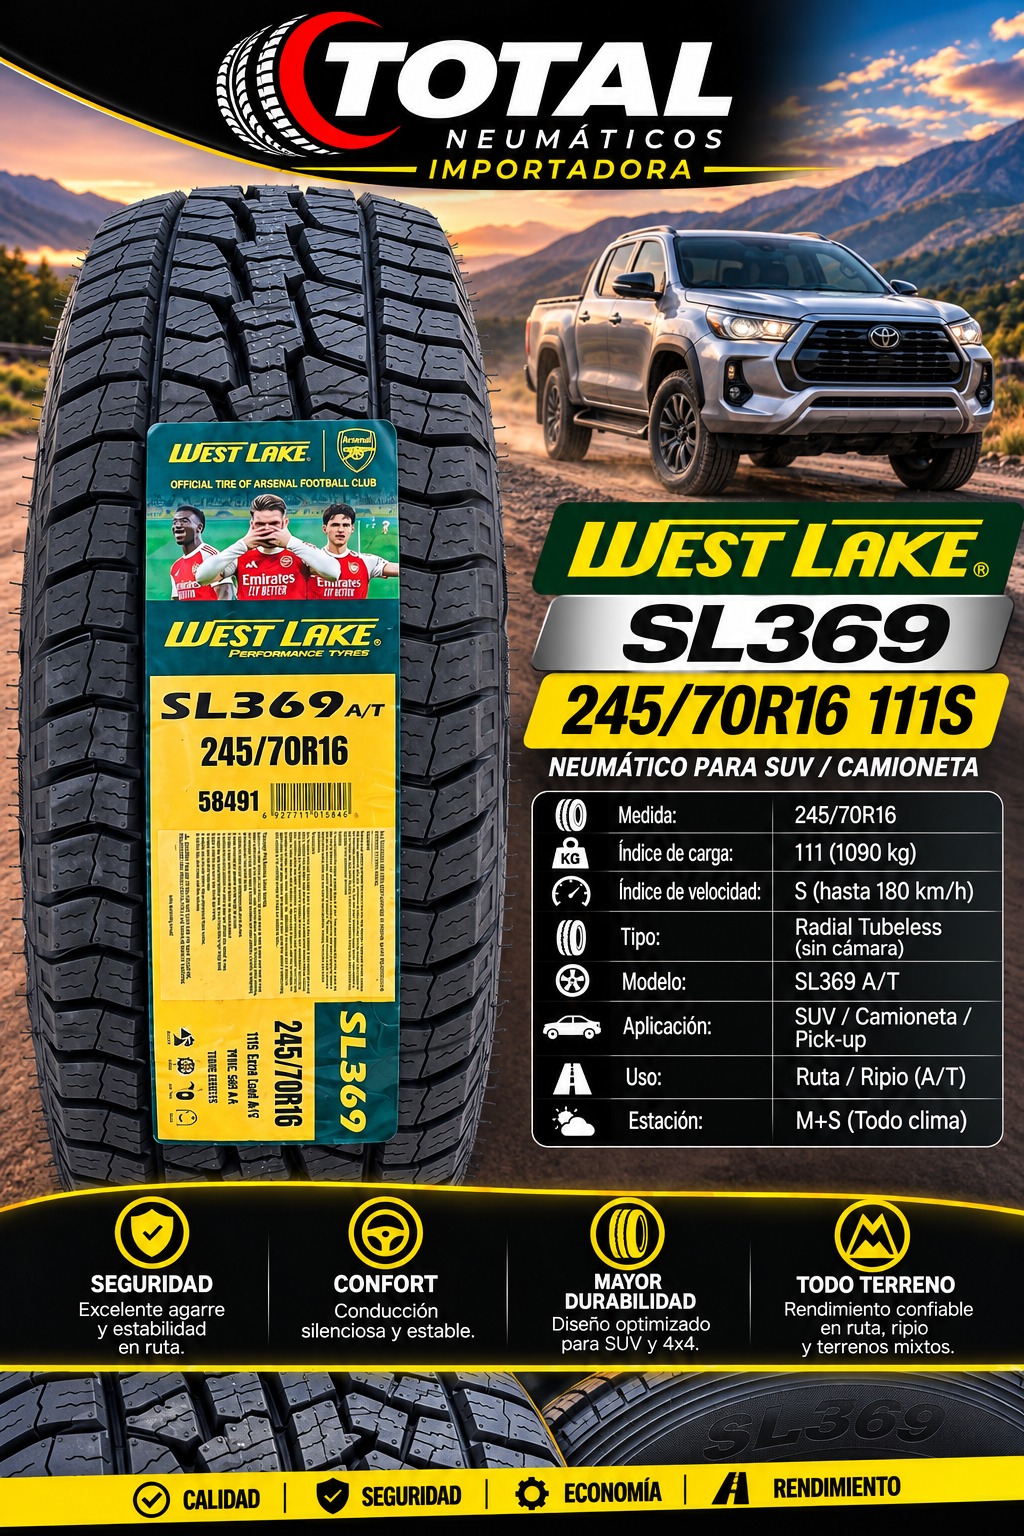 TOTAL
NEUMÁTICOS
IMPORTADORA
WEST LAKE®
Arsenal
OFFICIAL TIRE OF ARSENAL FOOTBALL CLUB
Emirates
FLY BETTER
Emirates
FLY BETTER
WEST LAKE®
PERFORMANCE TYRES
SL369 A/T
245/70R16
58491
6 927711 015846
245/70R16
SL369
WEST LAKE®
SL369
245/70R16 111S
NEUMÁTICO PARA SUV / CAMIONETA
Medida: 245/70R16
KG Índice de carga: 111 (1090 kg)
Índice de velocidad: S (hasta 180 km/h)
Tipo: Radial Tubeless
(sin cámara)
Modelo: SL369 A/T
Aplicación: SUV / Camioneta /
Pick-up
Uso: Ruta / Ripio (A/T)
Estación: M+S (Todo clima)
SEGURIDAD
Excelente agarre
y estabilidad
en ruta.
CONFORT
Conducción
silenciosa y estable.
MAYOR
DURABILIDAD
Diseño optimizado
para SUV y 4x4.
TODO TERRENO
Rendimiento confiable
en ruta, ripio
y terrenos mixtos.
SL369
CALIDAD | SEGURIDAD | ECONOMÍA | RENDIMIENTO